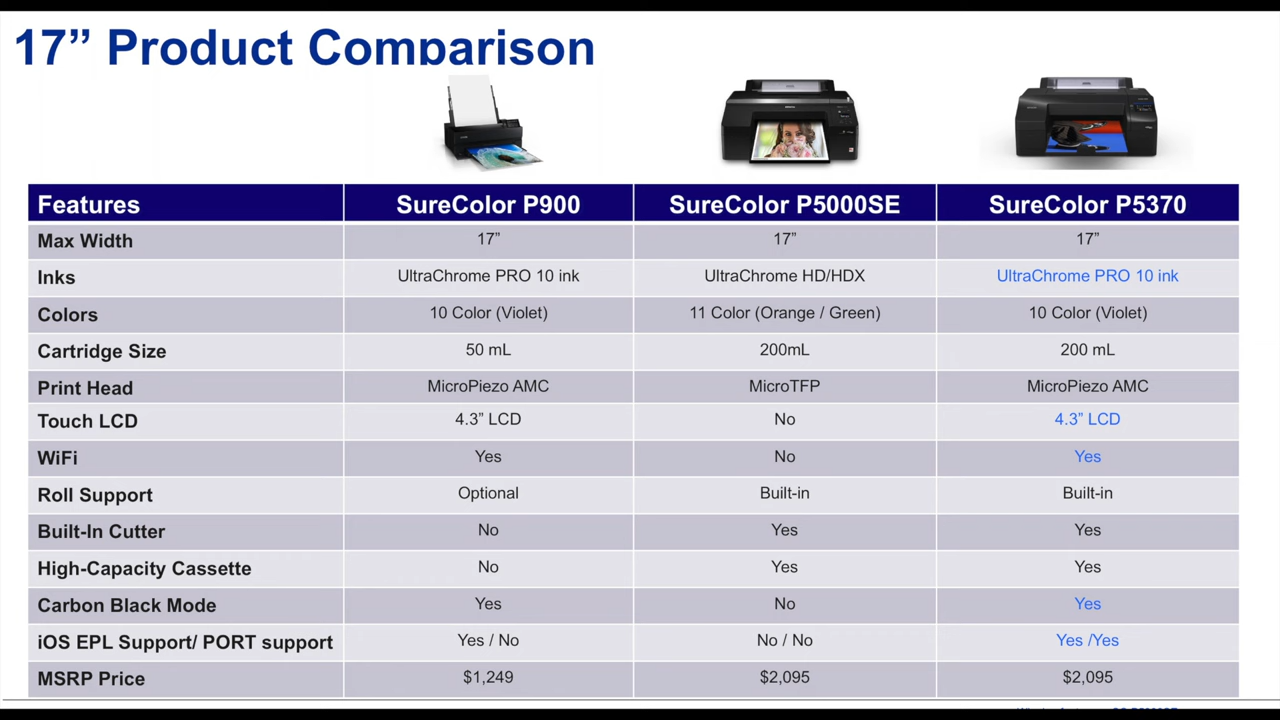 17” Product Comparison
Features SureColor P900 SureColor P5000SE SureColor P5370
Max Width 17” 17” 17”
Inks UltraChrome PRO 10 ink UltraChrome HD/HDX UltraChrome PRO 10 ink
Colors 10 Color (Violet) 11 Color (Orange / Green) 10 Color (Violet)
Cartridge Size 50 mL 200mL 200 mL
Print Head MicroPiezo AMC MicroTFP MicroPiezo AMC
Touch LCD 4.3” LCD No 4.3” LCD
WiFi Yes No Yes
Roll Support Optional Built-in Built-in
Built-In Cutter No Yes Yes
High-Capacity Cassette No Yes Yes
Carbon Black Mode Yes No Yes
iOS EPL Support/ PORT support Yes / No No / No Yes /Yes
MSRP Price $1,249 $2,095 $2,095